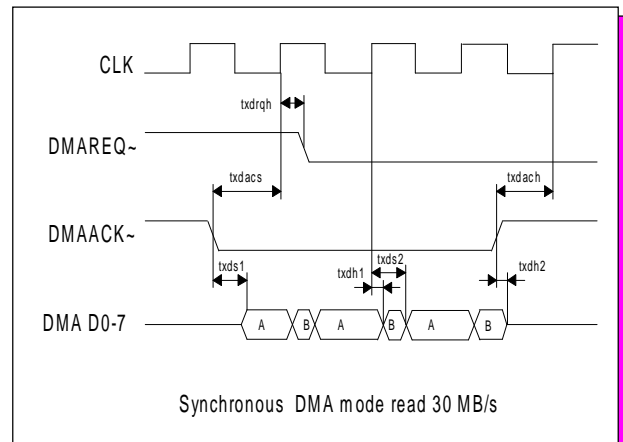 CLK
txdrqh
DMAREQ~
txdacs
txdach
DMAACK~
txds1
txdh1
txds2
txdh2
DMA D0-7
A
B
A
B
A
B
Synchronous DMA mode read 30 MB/s